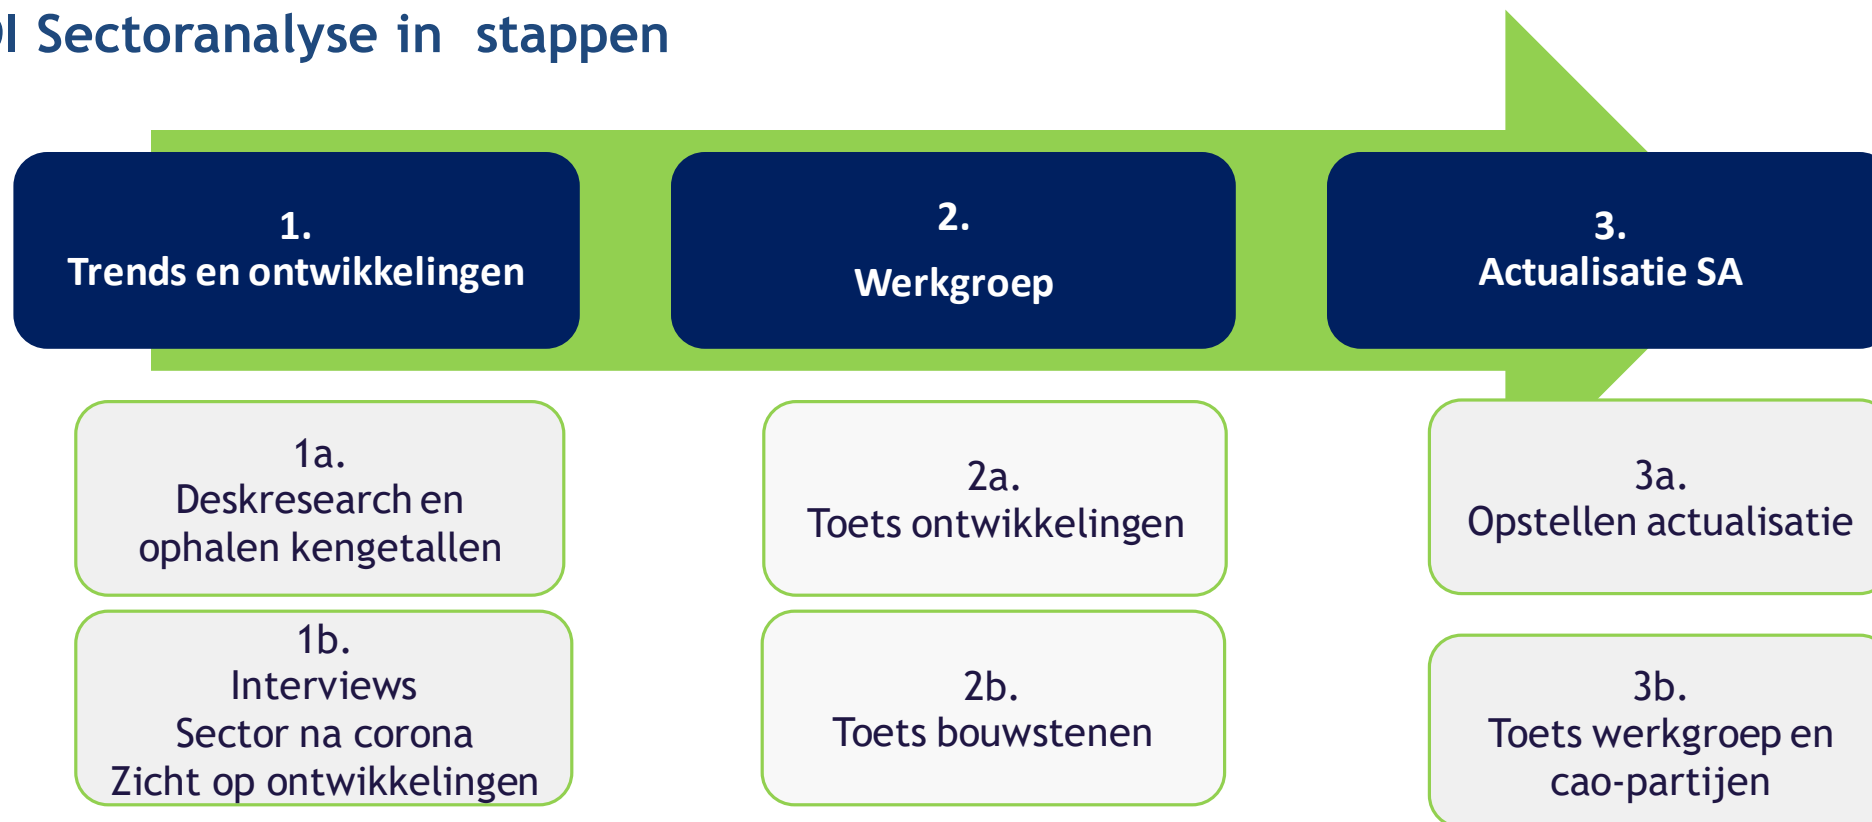 I Sectoranalyse in stappen
1.
Trends en ontwikkelingen
2.
Werkgroep
3.
Actualisatie SA
1a.
Deskresearch en
ophalen kengetallen
2a.
Toets ontwikkelingen
3a.
Opstellen actualisatie
1b.
Interviews
Sector na corona
Zicht op ontwikkelingen
2b.
Toets bouwstenen
3b.
Toets werkgroep en
cao-partijen